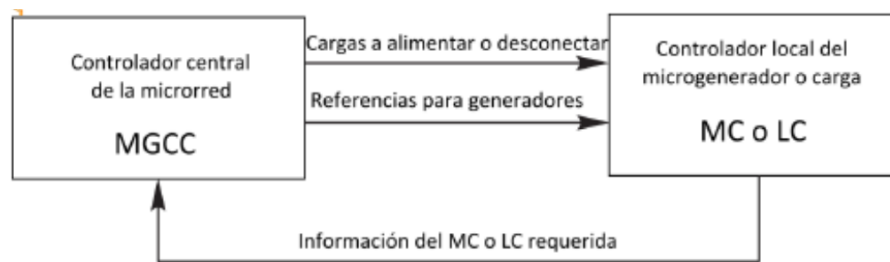 Controlador central
de la microrred
MGCC
Cargas a alimentar o desconectar
Referencias para generadores
Controlador local del
microgenerador o carga
MC o LC
Información del MC o LC requerida